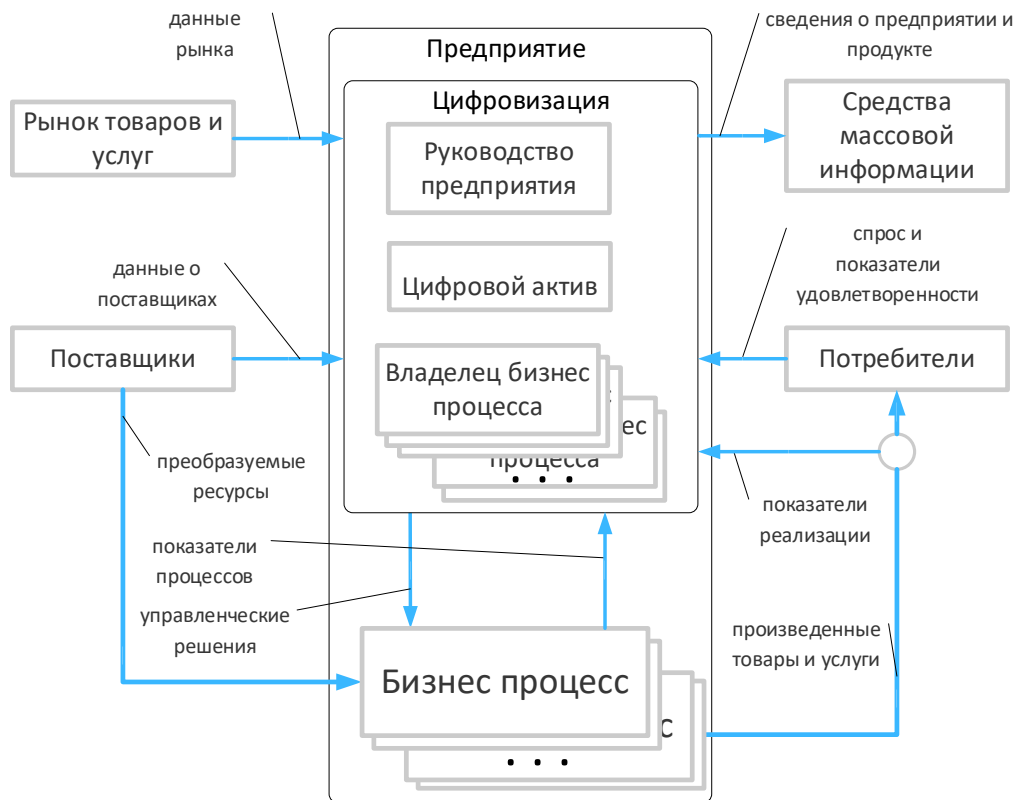 данные
рынка
сведения о предприятии и
продукте
Предприятие
Цифровизация
Рынок товаров и
услуг
Руководство
предприятия
Средства
массовой
информации
данные о
поставщиках
Цифровой актив
спрос и
показатели
удовлетворенности
Поставщики
Владелец бизнес
процесса
ес
процесса
. . .
Потребители
преобразуемые
ресурсы
показатели
реализации
показатели
процессов
управленческие
решения
произведенные
товары и услуги
Бизнес процесс
с
. . .